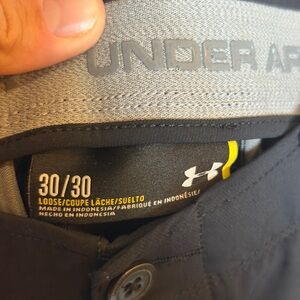 UNDER AR
30/30
LOOSE/COUPE LÂCHE/SUELTO
MADE IN INDONESIA/FABRIQUÉ EN INDONÉSIE/
HECHO EN INDONESIA